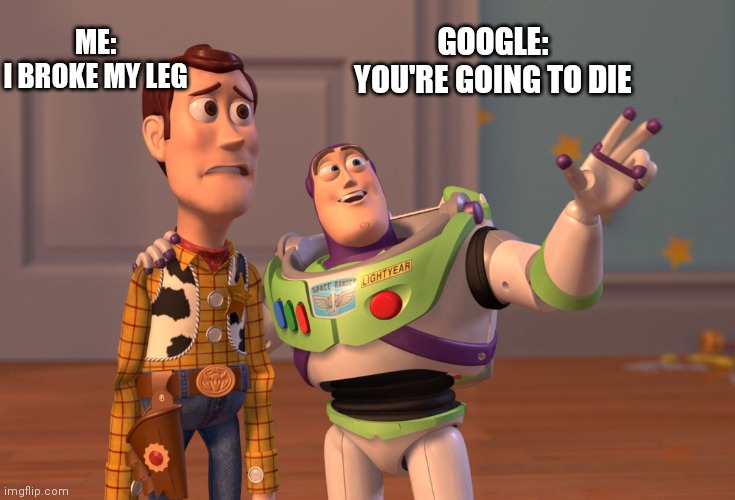 ME:
I BROKE MY LEG
GOOGLE:
YOU'RE GOING TO DIE
SPACE RANGER
LIGHTYEAR
imgflip.com